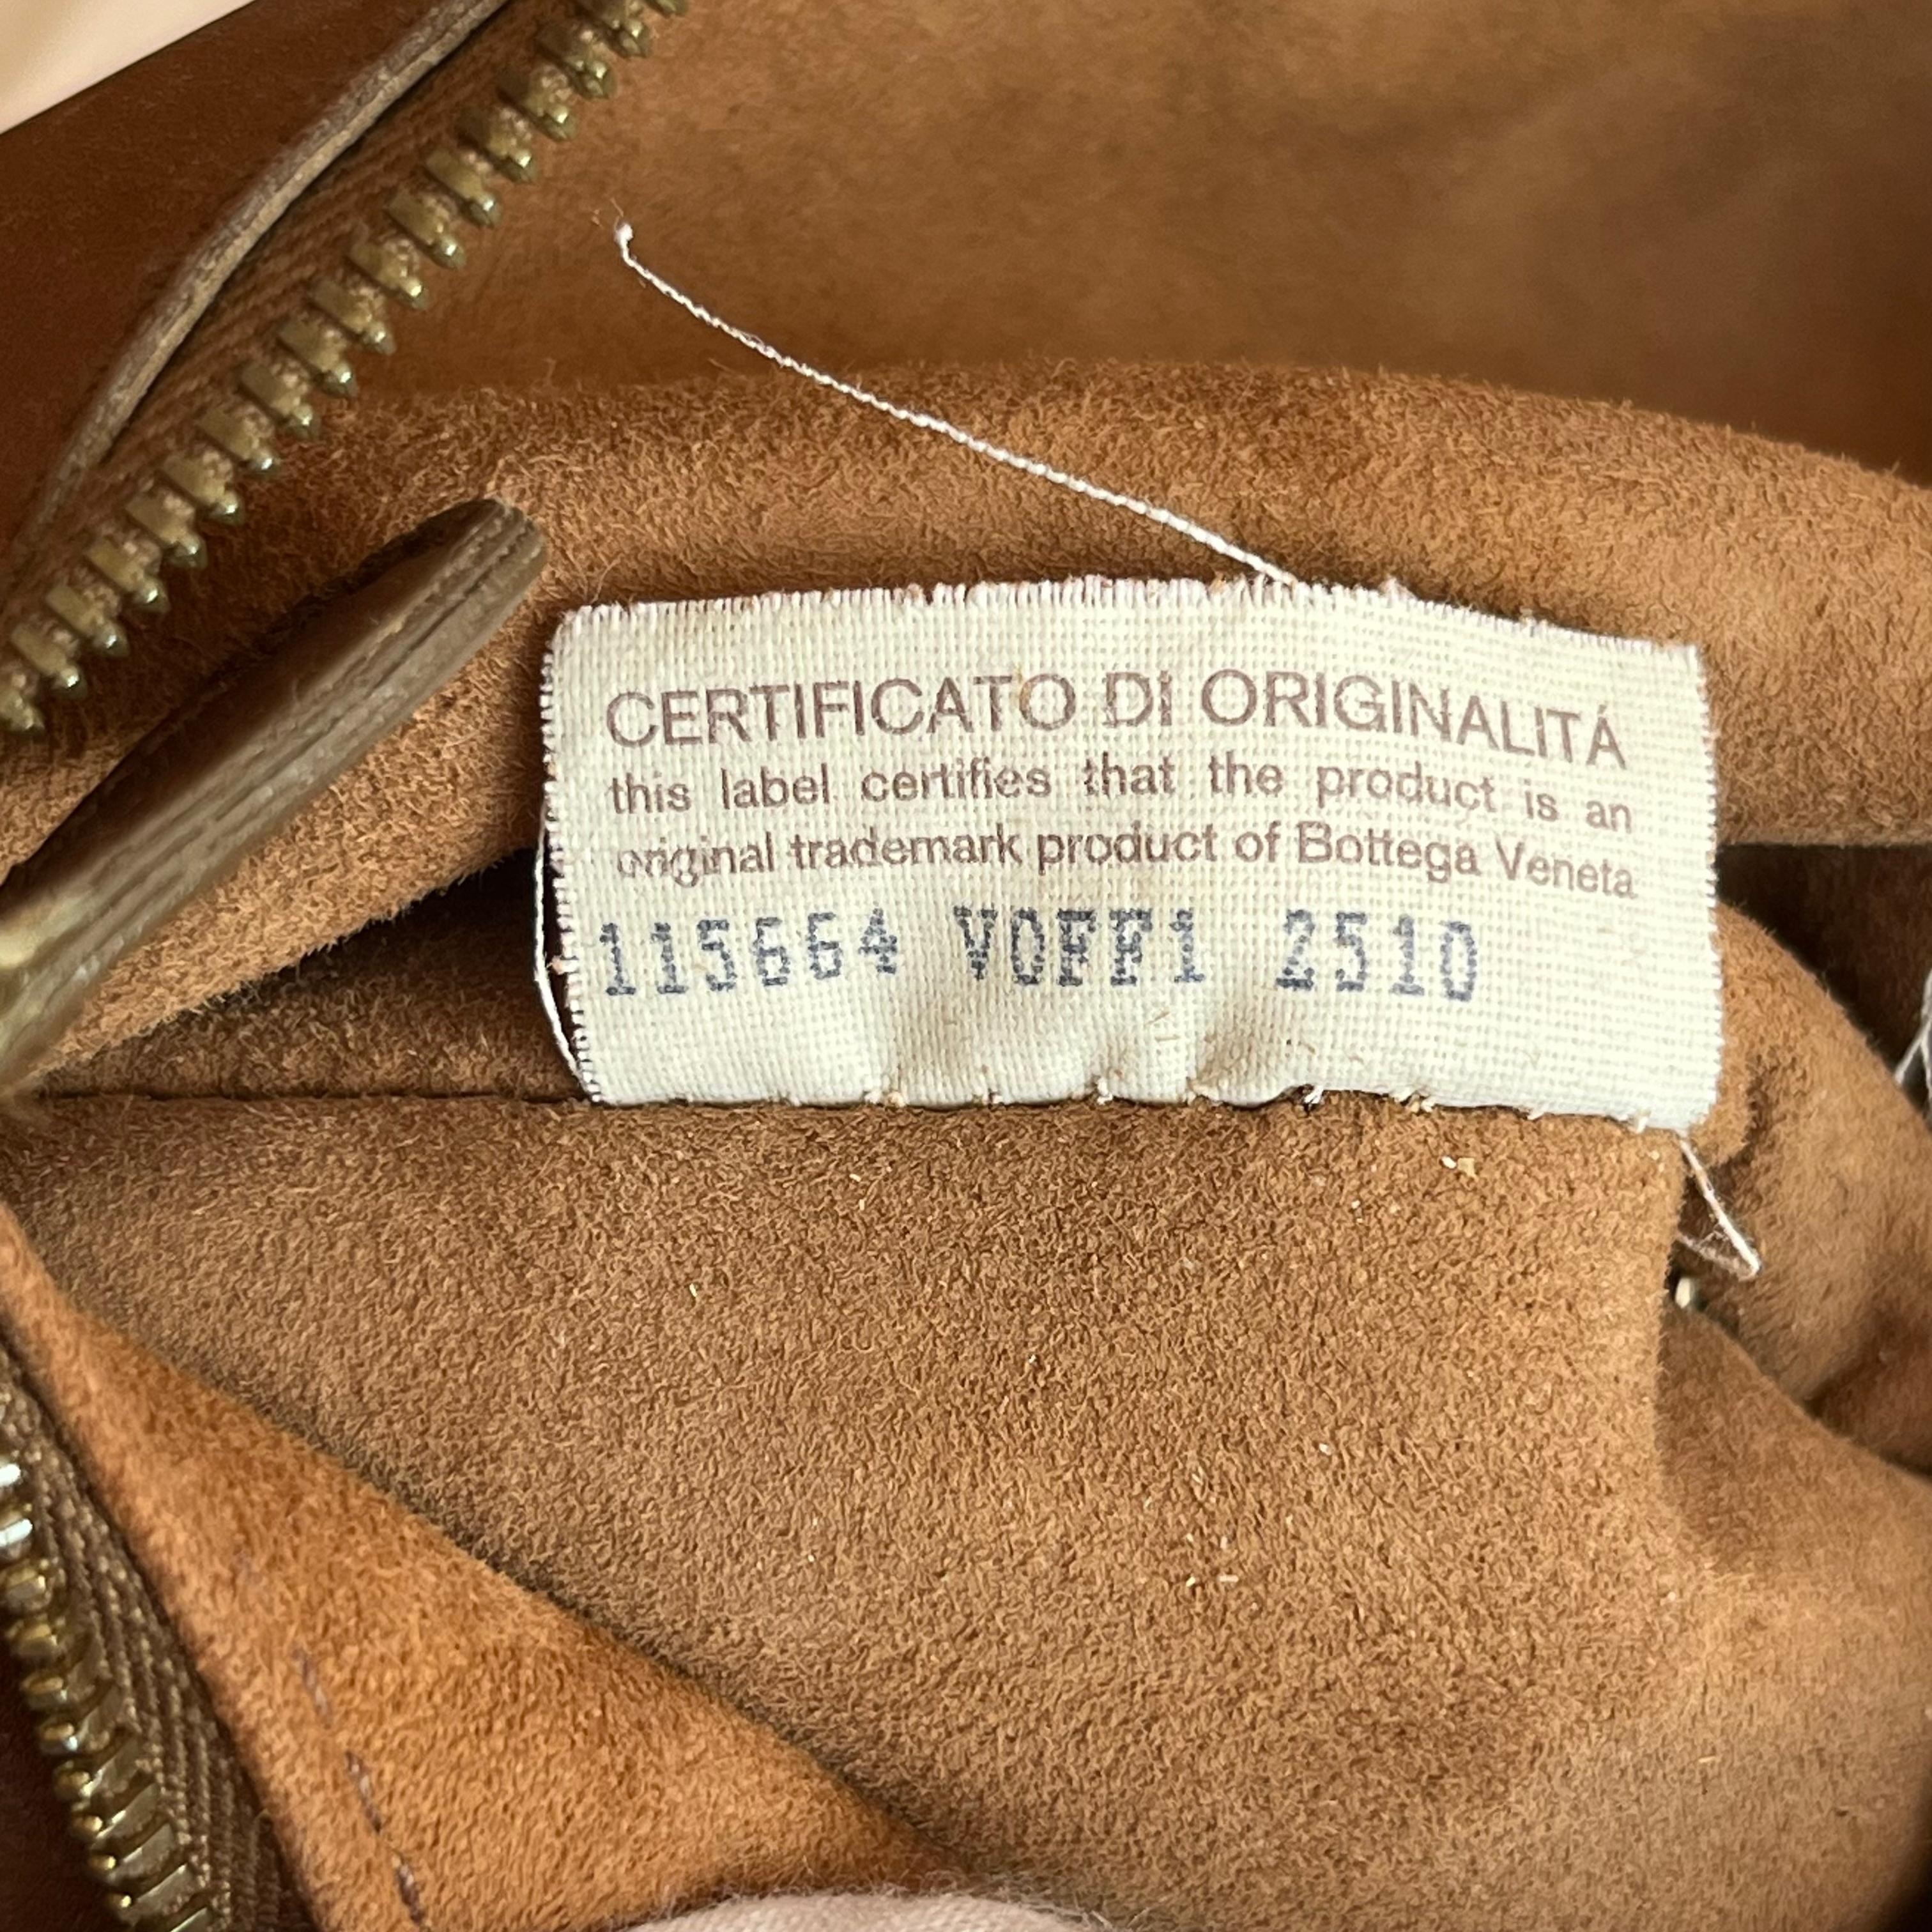 CERTIFICATO DI ORIGINALITÁ
this label certifies that the product is an
original trademark product of Bottega Veneta
115664 VOFF1 2510